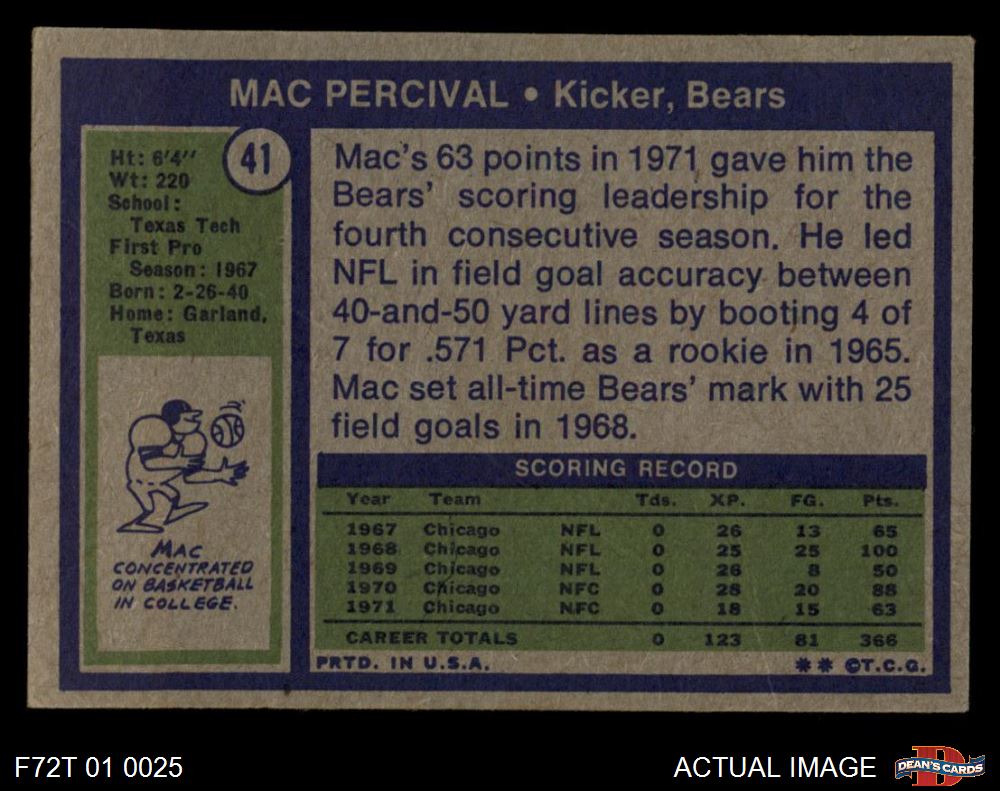 MAC PERCIVAL • Kicker, Bears
41
Ht: 6'4"
Wt: 220
School:
Texas Tech
First Pro
Season: 1967
Born: 2-26-40
Home: Garland,
Texas
MAC
CONCENTRATED
ON BASKETBALL
IN COLLEGE.
Mac's 63 points in 1971 gave him the
Bears' scoring leadership for the
fourth consecutive season. He led
NFL in field goal accuracy between
40-and-50 yard lines by booting 4 of
7 for .571 Pct. as a rookie in 1965.
Mac set all-time Bears' mark with 25
field goals in 1968.
SCORING RECORD
Year Team Tds. XP. FG. Pts.
1967 Chicago NFL 0 26 13 65
1968 Chicago NFL 0 25 25 100
1969 Chicago NFL 0 26 8 50
1970 Chicago NFC 0 28 20 88
1971 Chicago NFC 0 18 15 63
CAREER TOTALS 0 123 81 366
PRTD. IN U.S.A. ** ©T.C.G.
F72T 01 0025
ACTUAL IMAGE
D
DEAN'S CARDS